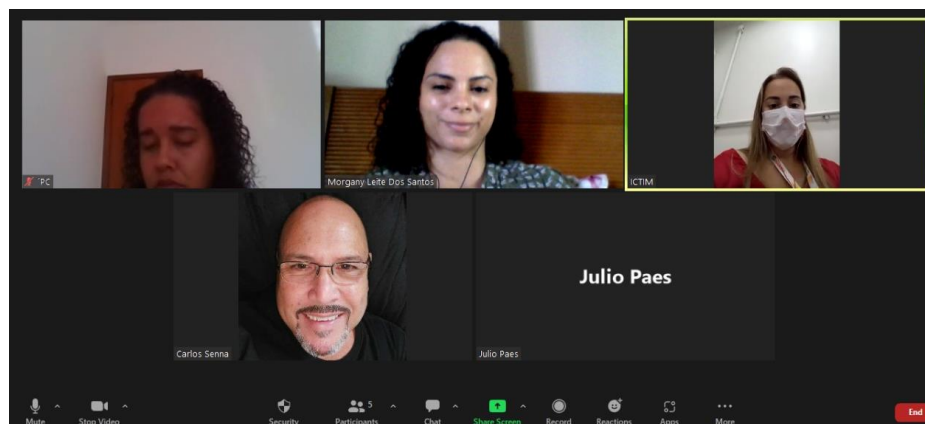 PC
Morgany Leite Dos Santos
ICTIM
Julio Paes
Carlos Senna
Julio Paes
Mute
Stop Video
Security
Participants
5
Chat
Share Screen
Record
Reactions
Apps
More
End